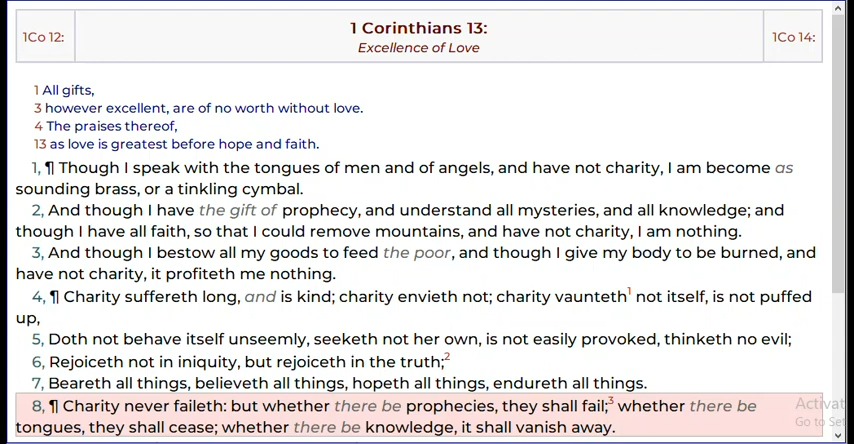 1Co 12:
1 Corinthians 13:
Excellence of Love
1Co 14:
1 All gifts,
3 however excellent, are of no worth without love.
4 The praises thereof,
13 as love is greatest before hope and faith.
1, ¶ Though I speak with the tongues of men and of angels, and have not charity, I am become as
sounding brass, or a tinkling cymbal.
2, And though I have the gift of prophecy, and understand all mysteries, and all knowledge; and
though I have all faith, so that I could remove mountains, and have not charity, I am nothing.
3, And though I bestow all my goods to feed the poor, and though I give my body to be burned, and
have not charity, it profiteth me nothing.
4, ¶ Charity suffereth long, and is kind; charity envieth not; charity vaunteth1 not itself, is not puffed
up,
5, Doth not behave itself unseemly, seeketh not her own, is not easily provoked, thinketh no evil;
6, Rejoiceth not in iniquity, but rejoiceth in the truth;2
7, Beareth all things, believeth all things, hopeth all things, endureth all things.
8, ¶ Charity never faileth: but whether there be prophecies, they shall fail;3 whether there be
tongues, they shall cease; whether there be knowledge, it shall vanish away.
Activat
Go to Set